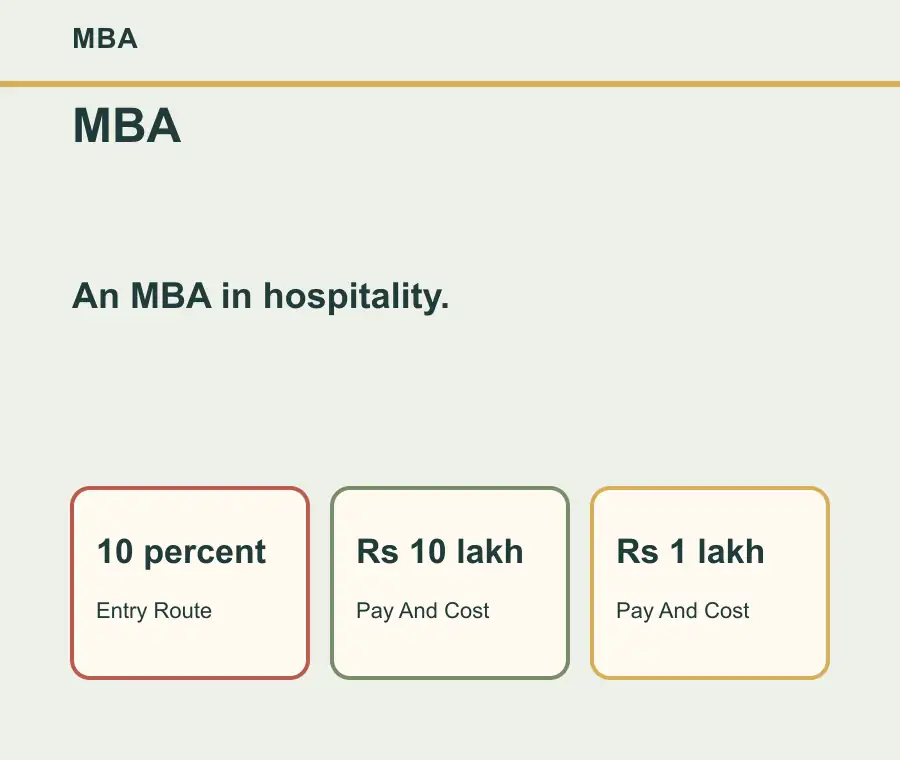 MBA
MBA
An MBA in hospitality.
10 percent
Entry Route
Rs 10 lakh
Pay And Cost
Rs 1 lakh
Pay And Cost